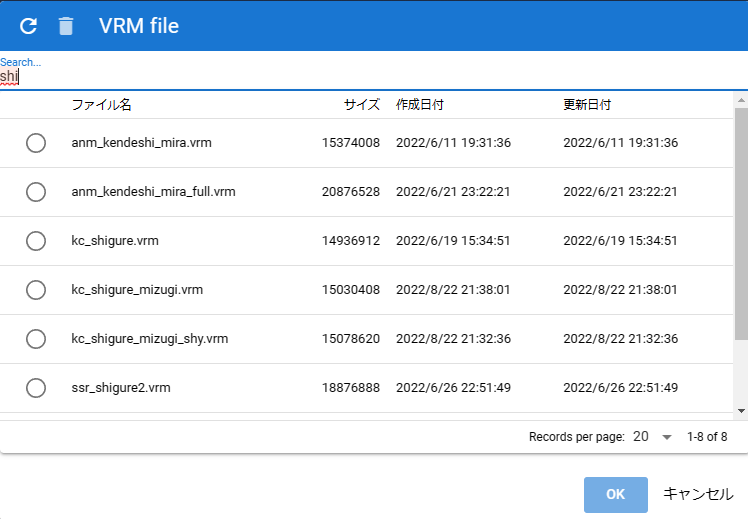 VRM file
Search...
shi
ファイル名 サイズ 作成日付 更新日付
anm_kendeshi_mira.vrm 15374008 2022/6/11 19:31:36 2022/6/11 19:31:36
anm_kendeshi_mira_full.vrm 20876528 2022/6/21 23:22:21 2022/6/21 23:22:21
kc_shigure.vrm 14936912 2022/6/19 15:34:51 2022/6/19 15:34:51
kc_shigure_mizugi.vrm 15030408 2022/8/22 21:38:01 2022/8/22 21:38:01
kc_shigure_mizugi_shy.vrm 15078620 2022/8/22 21:32:36 2022/8/22 21:32:36
ssr_shigure2.vrm 18876888 2022/6/26 22:51:49 2022/6/26 22:51:49
Records per page: 20 1-8 of 8
OK キャンセル